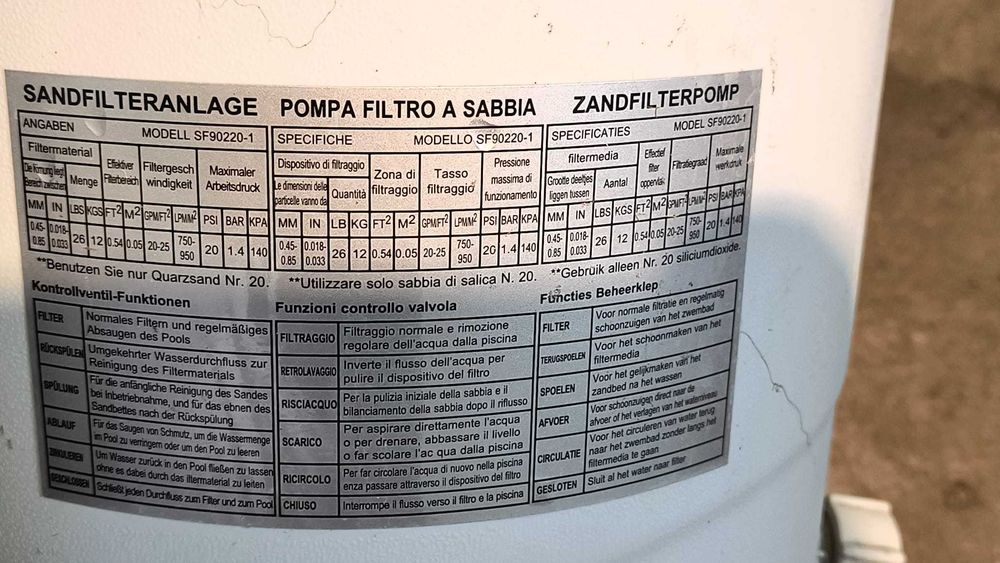 SANDFILTERANLAGE
ANGABEN MODELL SF90220-1
Filtermaterial
Die Körnung liegt
Bereich zwischen
Menge
Effektiver
Filterbereich
Filtergesch
windigkeit
Maximaler
Arbeitsdruck
MM IN LBS KGS FT² M² GPM/FT² LPM/M² PSI BAR KPA
0.45-
0.85
0.018-
0.033
26 12 0.54 0.05 20-25
750-
950
20 1.4 140
**Benutzen Sie nur Quarzsand Nr. 20.
Kontrollventil-Funktionen
FILTER
Normales Filtern und regelmäßiges
Absaugen des Pools
RÜCKSPÜLEN
Umgekehrter Wasserdurchfluss zur
Reinigung des Filtermaterials
SPÜLUNG
Für die anfängliche Reinigung des Sandes
bei Inbetriebnahme, und für das ebnen des
Sandbettes nach der Rückspülung
ABLAUF
Für das Saugen von Schmutz, um die Wassermenge
im Pool zu verringern oder um den Pool zu leeren
ZIRKULIEREN
Um Wasser zurück in den Pool fließen zu lassen
ohne es dabei durch das iltermaterial zu leiten
GESCHLOSSEN
Schließt jeden Durchfluss zum Filter und zum Pool
POMPA FILTRO A SABBIA
SPECIFICHE MODELLO SF90220-1
Dispositivo di filtraggio
Le dimensioni delle
particelle vanno da
Quantità
Zona di
filtraggio
Tasso
filtraggio
Pressione
massima di
funzionamento
MM IN LB KG FT² M² GPM/FT² LPM/M² PSI BAR KPA
0.45-
0.85
0.018-
0.033
26 12 0.54 0.05 20-25
750-
950
20 1.4 140
**Utilizzare solo sabbia di salica N. 20.
Funzioni controllo valvola
FILTRAGGIO
Filtraggio normale e rimozione
regolare dell'acqua dalla piscina
RETROLAVAGGIO
Inverte il flusso dell'acqua per
pulire il dispositivo del filtro
RISCIACQUO
Per la pulizia iniziale della sabbia e il
bilanciamento della sabbia dopo il riflusso
SCARICO
Per aspirare direttamente l'acqua
o per drenare, abbassare il livello
o far scolare l'ac qua dalla piscina
RICIRCOLO
Per far circolare l'acqua di nuovo nella piscina
enza passare attraverso il dispositivo del filtro
CHIUSO
Interrompe il flusso verso il filtro e la piscina
ZANDFILTERPOMP
SPECIFICATIES MODEL SF90220-1
filtermedia
Grootte deeltjes
liggen tussen
Aantal
Effectief
filter
oppervlak
Filtratiegraad
Maximale
werkdruk
MM IN LBS KGS FT² M² GPM/FT² LPM/M² PSI BAR KPA
0.45-
0.85
0.018-
0.033
26 12 0.54 0.05 20-25
750-
950
20 1.4 140
**Gebruik alleen Nr. 20 siliciumdioxide.
Functies Beheerklep
FILTER
Voor normale filtratie en regelmatig
schoonzuigen van het zwembad
TERUGSPOELEN
Voor het schoonmaken van het
filtermedia
SPOELEN
Voor het gelijkmaken van het
zandbed na het wassen
AFVOER
Voor schoonzuigen direct naar de
afvoer of het verlagen van het waterniveau
CIRCULATIE
Voor het circuleren van water terug
naar het zwembad zonder langs het
filtermedia te gaan
GESLOTEN
Sluit al het water naar filter